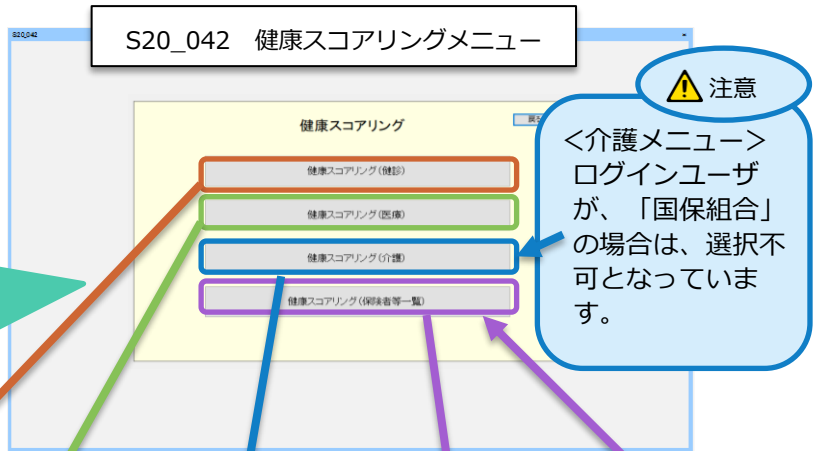 S20_042
S20_042 健康スコアリングメニュー
注意
健康スコアリング
＜介護メニュー＞
ログインユーザ
が、「国保組合」
の場合は、選択不
可となっていま
す。
健康スコアリング(健診)
健康スコアリング(医療)
健康スコアリング(介護)
健康スコアリング(保険者等一覧)